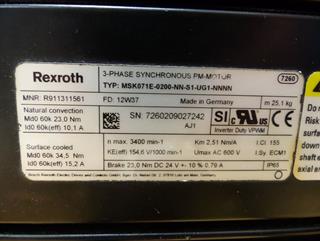 Rexroth
3-PHASE SYNCHRONOUS PM-MOTOR
7260
TYP: MSK071E-0200-NN-S1-UG1-NNNN
MNR: R911311561
FD: 12W37
Made in Germany
m 25,1 kg
Natural convection
Md0 60k 23,0 Nm
Id0 60k(eff) 10,1 A
SN: 7260209027242
AJ1
SI
Inverter Duty VPWM
Surface cooled
Md0 60k 34,5 Nm
Id0 60k(eff) 15,2 A
n max. 3400 min-1
Km 2,51 Nm/A
I.Cl. 155
KE(eff) 154,6 V/1000 min-1
Umax AC 600 V
I.Sy. ECM1
Brake 23,0 Nm DC 24 V +- 10 % 0.79 A
IP65
Do n
Risk
Do
shaft
axial